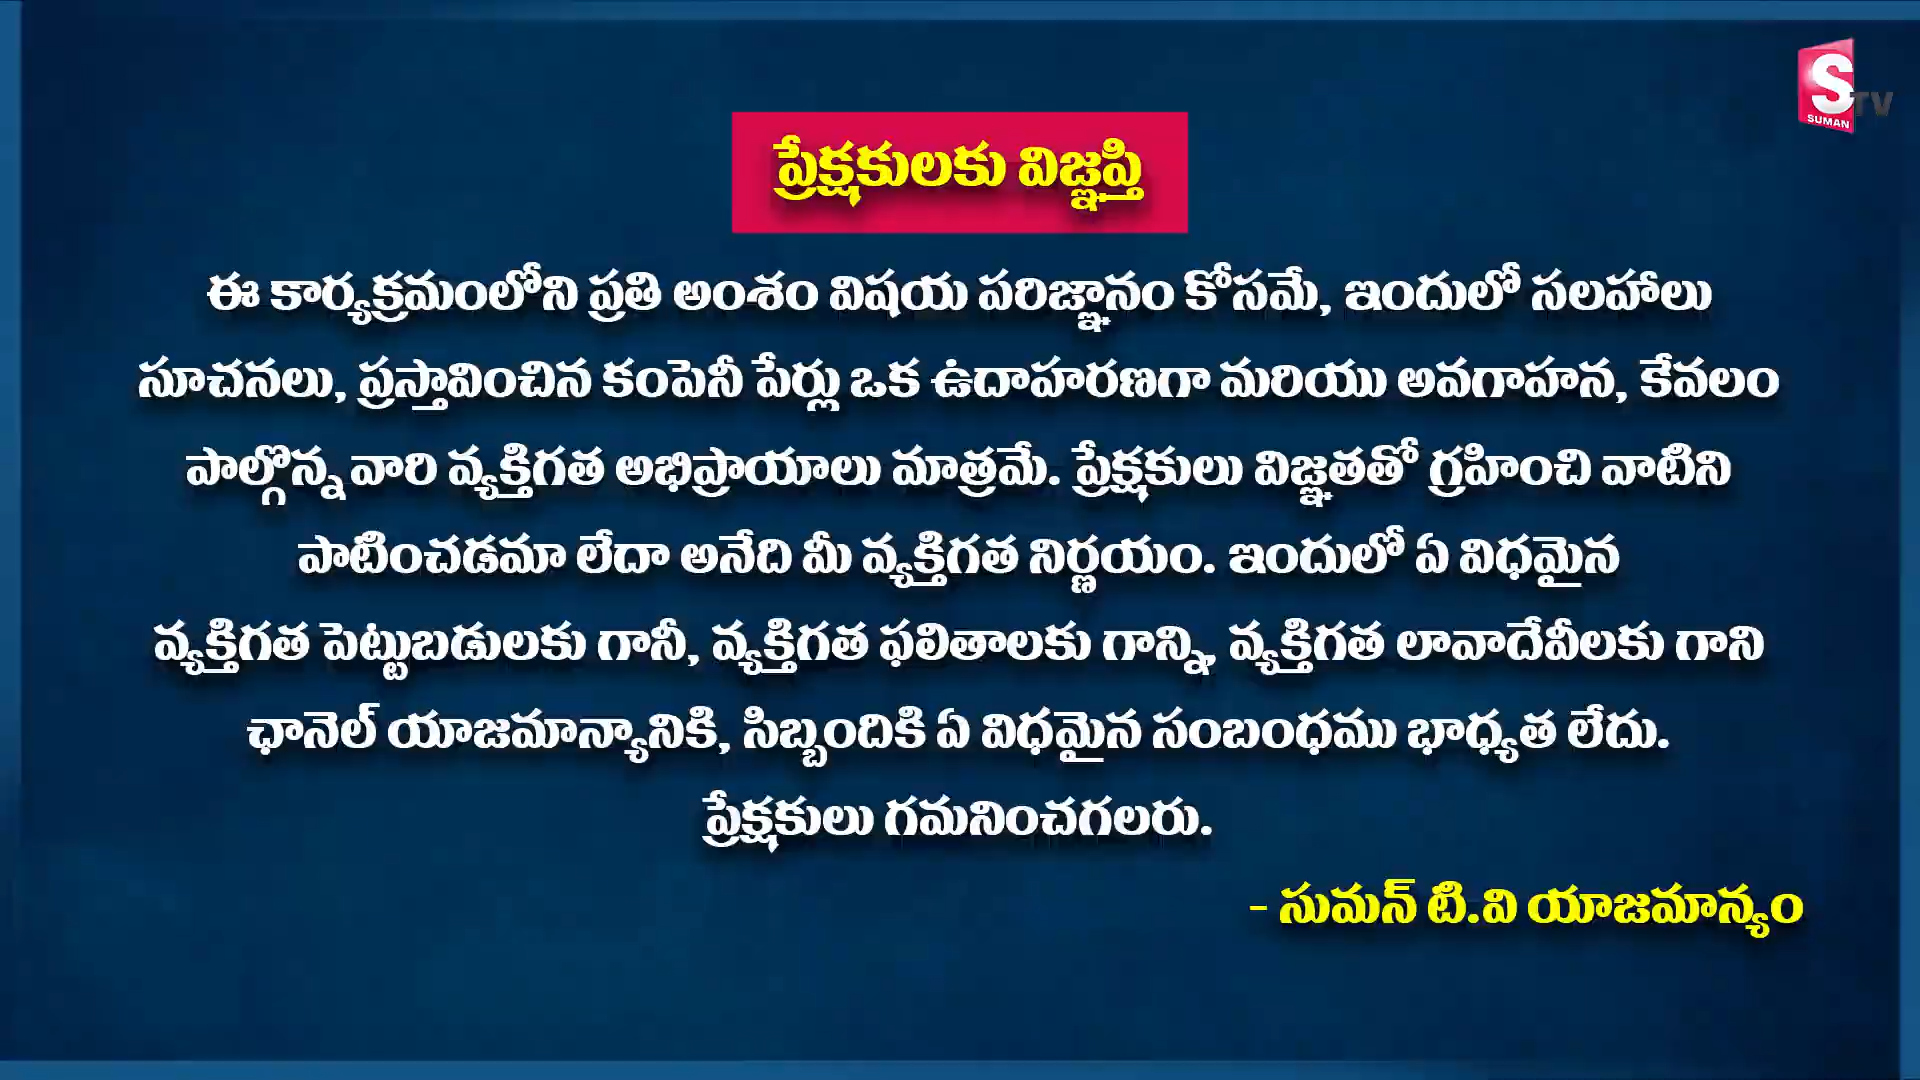 S TV
SUMAN
ప్రేక్షకులకు విజ్ఞప్తి
ఈ కార్యక్రమంలోని ప్రతి అంశం విషయ పరిజ్ఞానం కోసమే, ఇందులో సలహాలు
సూచనలు, ప్రస్తావించిన కంపెనీ పేర్లు ఒక ఉదాహరణగా మరియు అవగాహన, కేవలం
పాల్గొన్నవారి వ్యక్తిగత అభిప్రాయాలు మాత్రమే. ప్రేక్షకులు విజ్ఞతతో గ్రహించి వాటిని
పాటించడమా లేదా అనేది మీ వ్యక్తిగత నిర్ణయం. ఇందులో ఏ విధమైన
వ్యక్తిగత పెట్టుబడులకు గానీ, వ్యక్తిగత ఫలితాలకు గాన్ని, వ్యక్తిగత లావాదేవీలకు గాని
ఛానెల్ యాజమాన్యానికి, సిబ్బందికి ఏ విధమైన సంబంధము భాధ్యత లేదు.
ప్రేక్షకులు గమనించగలరు.
- సుమన్ టి.వి యాజమాన్యం